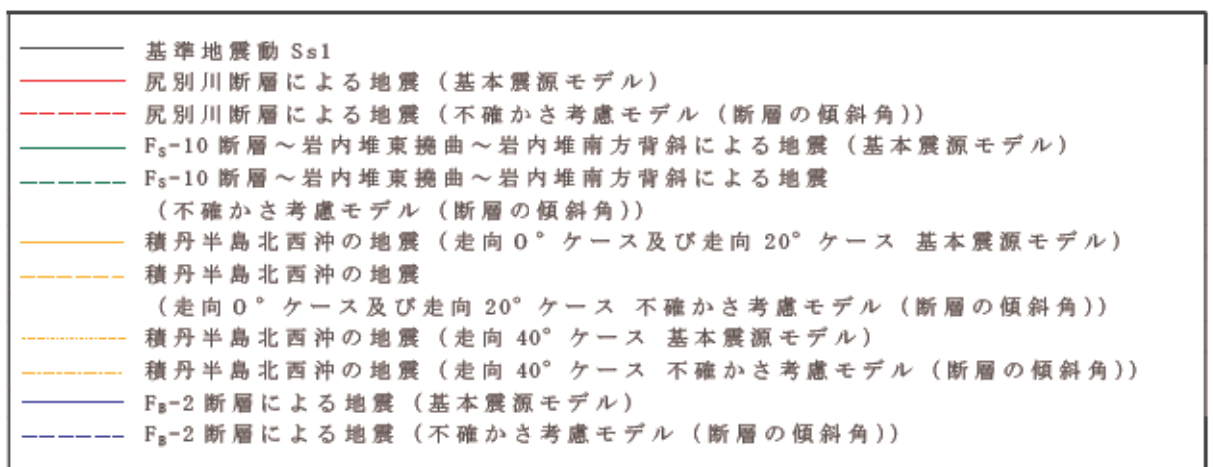 基準地震動 Ss1
尻別川断層による地震（基本震源モデル）
尻別川断層による地震（不確かさ考慮モデル（断層の傾斜角））
Fs-10 断層～岩内堆東撓曲～岩内堆南方背斜による地震（基本震源モデル）
Fs-10 断層～岩内堆東撓曲～岩内堆南方背斜による地震
（不確かさ考慮モデル（断層の傾斜角））
積丹半島北西沖の地震（走向 0°ケース及び走向 20°ケース 基本震源モデル）
積丹半島北西沖の地震
（走向 0°ケース及び走向 20°ケース 不確かさ考慮モデル（断層の傾斜角））
積丹半島北西沖の地震（走向 40°ケース 基本震源モデル）
積丹半島北西沖の地震（走向 40°ケース 不確かさ考慮モデル（断層の傾斜角））
FB-2 断層による地震（基本震源モデル）
FB-2 断層による地震（不確かさ考慮モデル（断層の傾斜角））